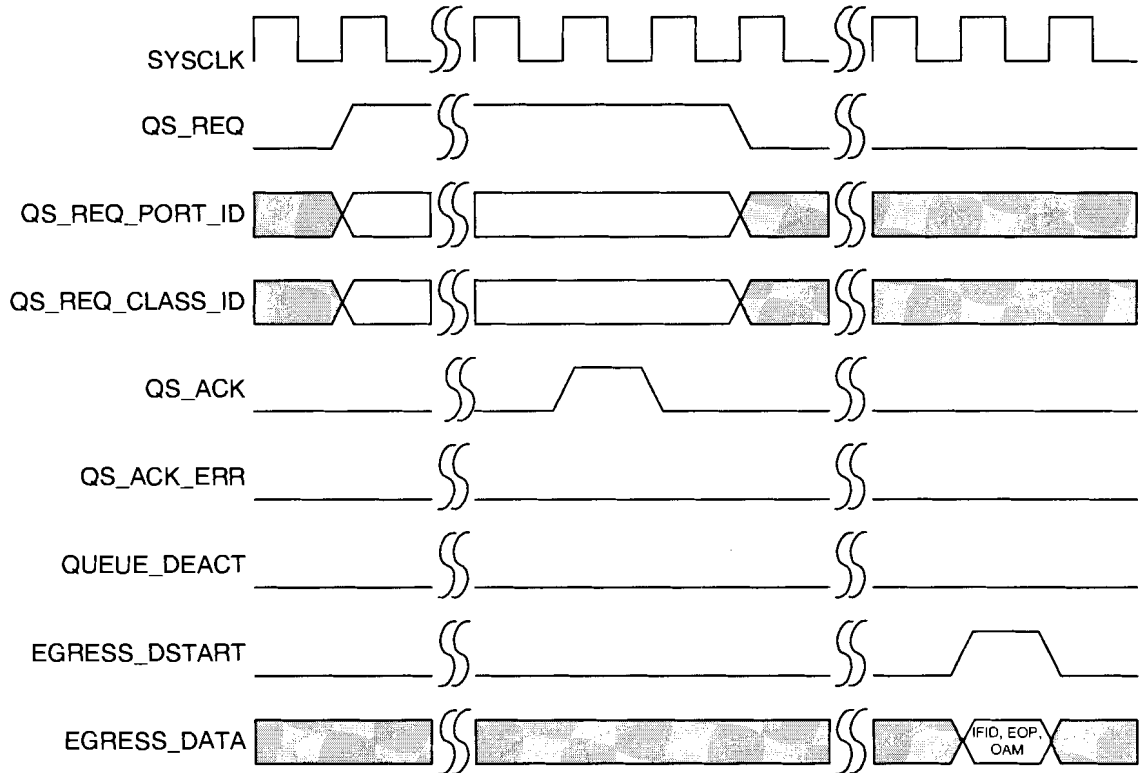 SYSCLK
QS_REQ
QS_REQ_PORT_ID
QS_REQ_CLASS_ID
QS_ACK
QS_ACK_ERR
QUEUE_DEACT
EGRESS_DSTART
EGRESS_DATA
IFID, EOP,
OAM